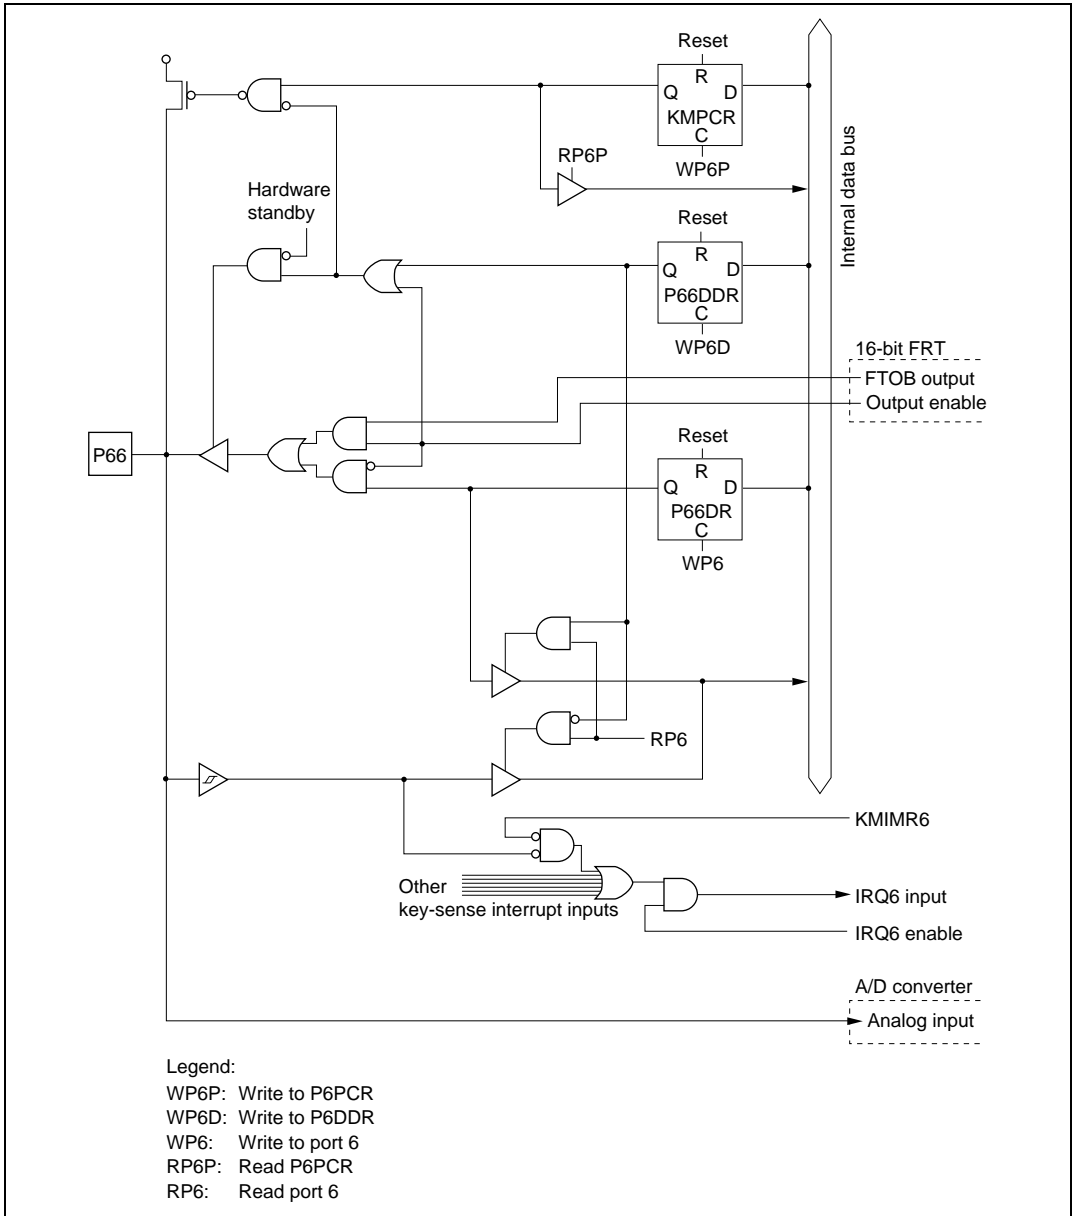 Reset
R
Q D
KMPCR
C
WP6P
RP6P
Hardware
standby
Internal data bus
Reset
R
Q D
P66DDR
C
WP6D
16-bit FRT
FTOB output
Output enable
P66
Reset
R
Q D
P66DR
C
WP6
RP6
KMIMR6
Other
key-sense interrupt inputs
IRQ6 input
IRQ6 enable
A/D converter
Analog input
Legend:
WP6P: Write to P6PCR
WP6D: Write to P6DDR
WP6: Write to port 6
RP6P: Read P6PCR
RP6: Read port 6